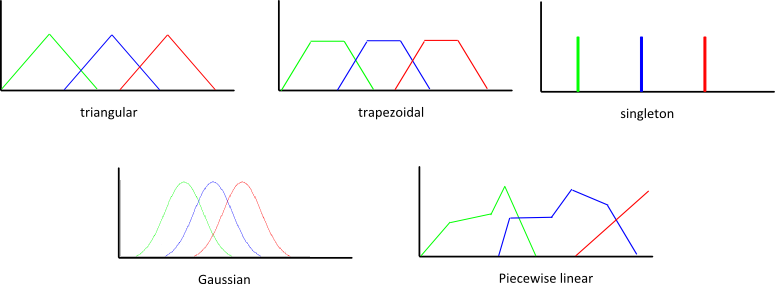 triangular
trapezoidal
singleton
Gaussian
Piecewise linear